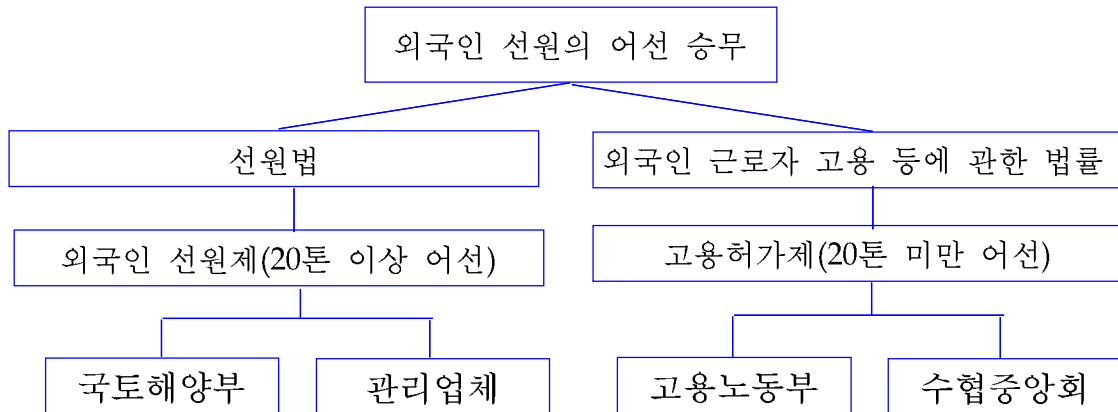 외국인 선원의 어선 승무
선원법
외국인 근로자 고용 등에 관한 법률
외국인 선원제(20톤 이상 어선)
고용허가제(20톤 미만 어선)
국토해양부
관리업체
고용노동부
수협중앙회